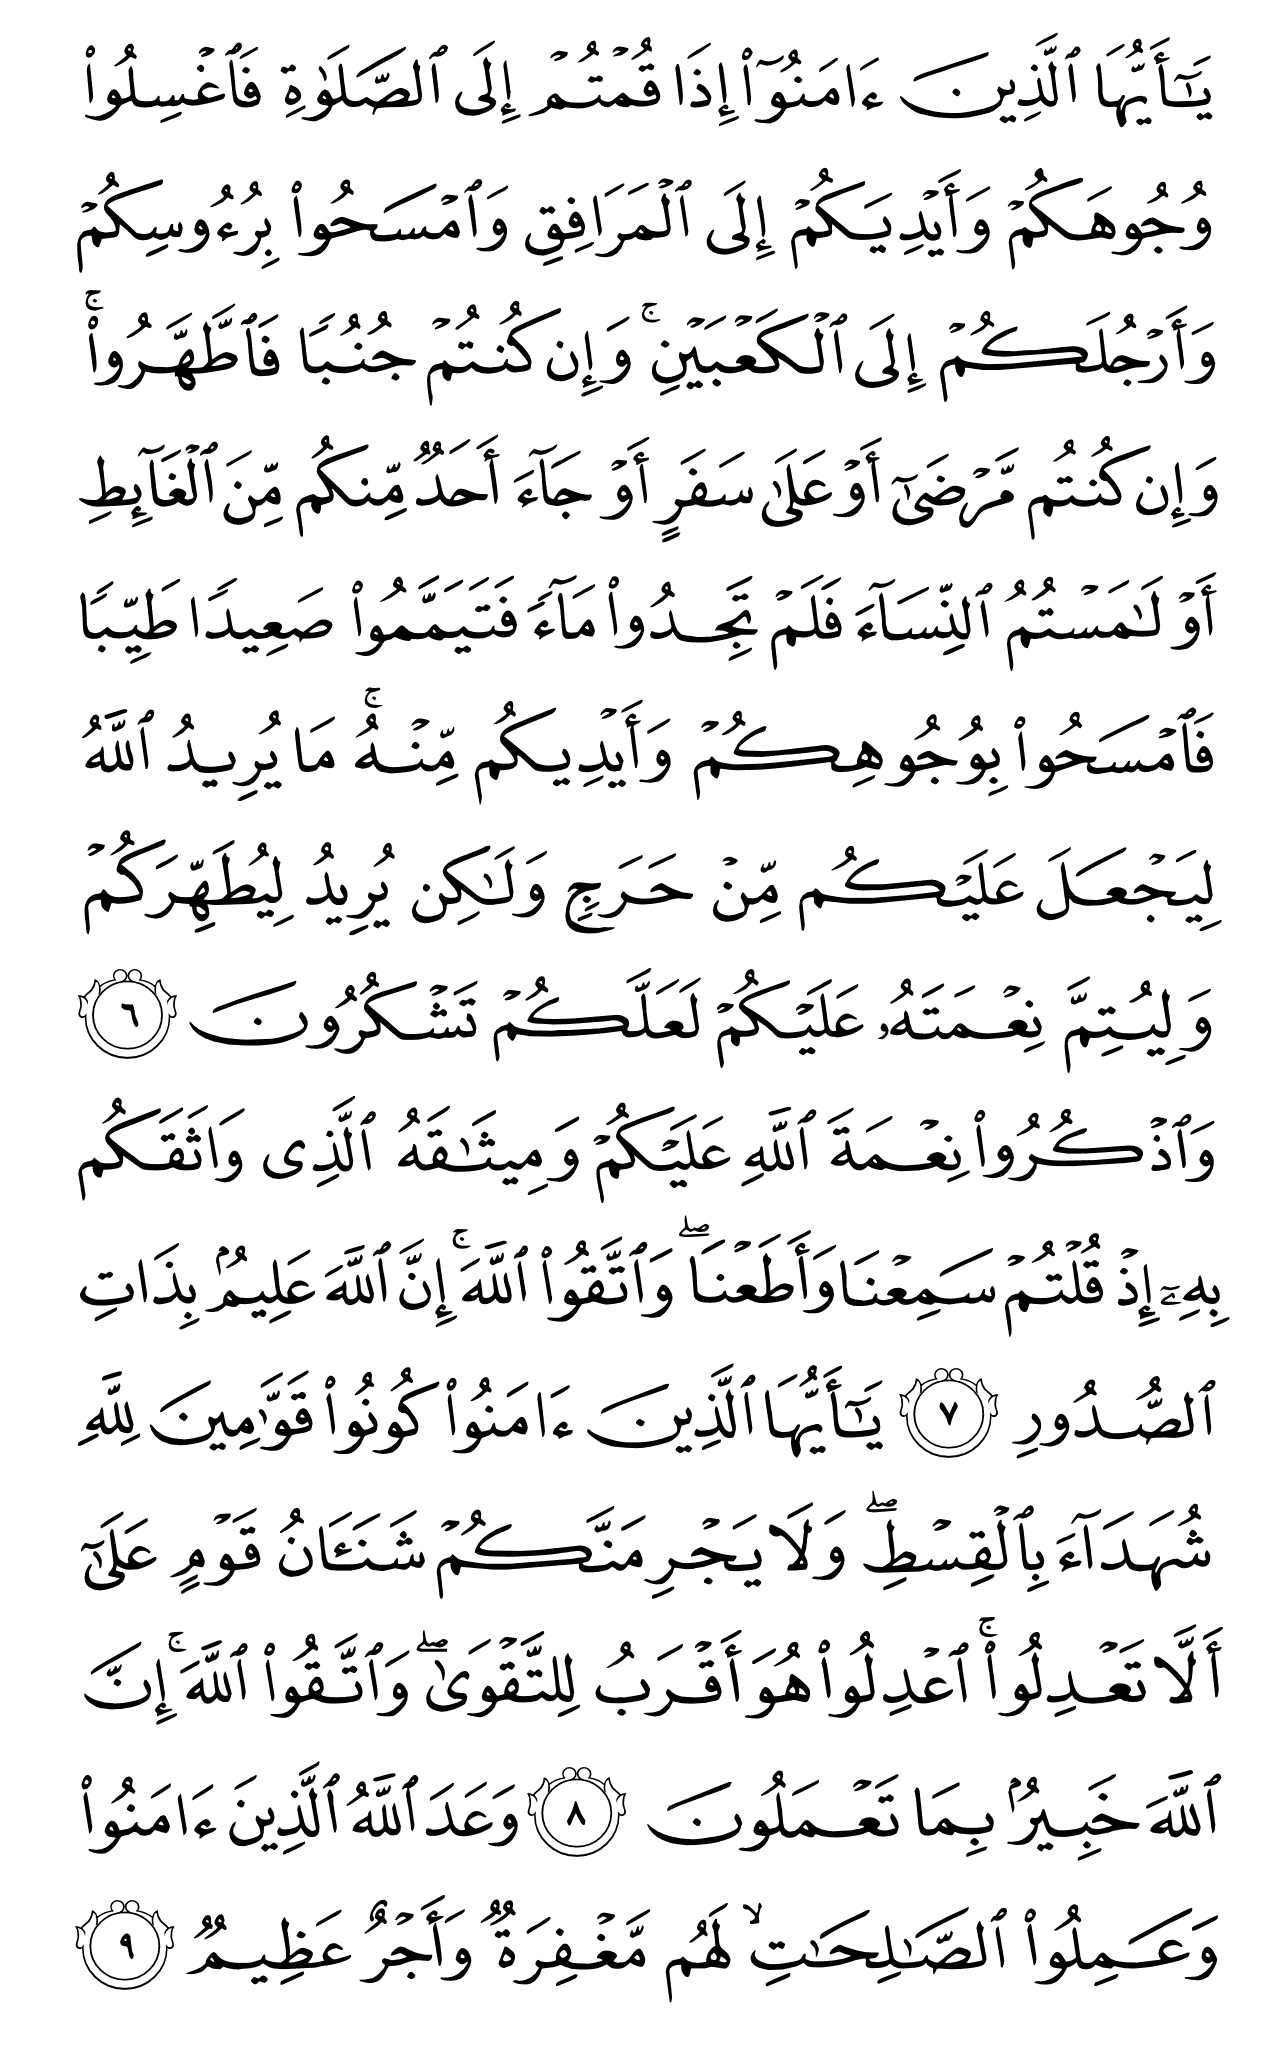 يَـٰٓأَيُّهَا ٱلَّذِينَ ءَامَنُوٓا۟ إِذَا قُمْتُمْ إِلَى ٱلصَّلَوٰةِ فَٱغْسِلُوا۟
وُجُوهَكُمْ وَأَيْدِيَكُمْ إِلَى ٱلْمَرَافِقِ وَٱمْسَحُوا۟ بِرُءُوسِكُمْ
وَأَرْجُلَكُمْ إِلَى ٱلْكَعْبَيْنِ ۚ وَإِن كُنتُمْ جُنُبًا فَٱطَّهَّرُوا۟ ۚ
وَإِن كُنتُم مَّرْضَىٰٓ أَوْ عَلَىٰ سَفَرٍ أَوْ جَآءَ أَحَدٌ مِّنكُم مِّنَ ٱلْغَآئِطِ
أَوْ لَـٰمَسْتُمُ ٱلنِّسَآءَ فَلَمْ تَجِدُوا۟ مَآءً فَتَيَمَّمُوا۟ صَعِيدًا طَيِّبًا
فَٱمْسَحُوا۟ بِوُجُوهِكُمْ وَأَيْدِيكُم مِّنْهُ ۚ مَا يُرِيدُ ٱللَّهُ
لِيَجْعَلَ عَلَيْكُم مِّنْ حَرَجٍ وَلَـٰكِن يُرِيدُ لِيُطَهِّرَكُمْ
وَلِيُتِمَّ نِعْمَتَهُۥ عَلَيْكُمْ لَعَلَّكُمْ تَشْكُرُونَ ٦
وَٱذْكُرُوا۟ نِعْمَةَ ٱللَّهِ عَلَيْكُمْ وَمِيثَـٰقَهُ ٱلَّذِى وَاثَقَكُم
بِهِۦٓ إِذْ قُلْتُمْ سَمِعْنَا وَأَطَعْنَا ۖ وَٱتَّقُوا۟ ٱللَّهَ ۚ إِنَّ ٱللَّهَ عَلِيمٌۢ بِذَاتِ
ٱلصُّدُورِ ٧ يَـٰٓأَيُّهَا ٱلَّذِينَ ءَامَنُوا۟ كُونُوا۟ قَوَّٰمِينَ لِلَّهِ
شُهَدَآءَ بِٱلْقِسْطِ ۖ وَلَا يَجْرِمَنَّكُمْ شَنَـَٔانُ قَوْمٍ عَلَىٰٓ
أَلَّا تَعْدِلُوا۟ ۚ ٱعْدِلُوا۟ هُوَ أَقْرَبُ لِلتَّقْوَىٰ ۖ وَٱتَّقُوا۟ ٱللَّهَ ۚ إِنَّ
ٱللَّهَ خَبِيرٌۢ بِمَا تَعْمَلُونَ ٨ وَعَدَ ٱللَّهُ ٱلَّذِينَ ءَامَنُوا۟
وَعَمِلُوا۟ ٱلصَّـٰلِحَـٰتِ ۙ لَهُم مَّغْفِرَةٌ وَأَجْرٌ عَظِيمٌ ٩